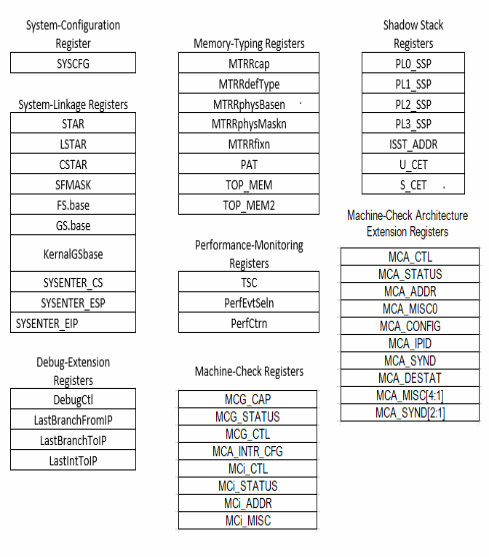 System-Configuration
Register
SYSCFG
System-Linkage Registers
STAR
LSTAR
CSTAR
SFMASK
FS.base
GS.base
KernalGSbase
SYSENTER_CS
SYSENTER_ESP
SYSENTER_EIP
Debug-Extension
Registers
DebugCtl
LastBranchFromIP
LastBranchToIP
LastIntToIP
Memory-Typing Registers
MTRRcap
MTRRdefType
MTRRphysBasen
MTRRphysMaskn
MTRRfixn
PAT
TOP_MEM
TOP_MEM2
Performance-Monitoring
Registers
TSC
PerfEvtSeln
PerfCtrn
Machine-Check Registers
MCG_CAP
MCG_STATUS
MCG_CTL
MCA_INTR_CFG
MCi_CTL
MCi_STATUS
MCi_ADDR
MCi_MISC
Shadow Stack
Registers
PL0_SSP
PL1_SSP
PL2_SSP
PL3_SSP
ISST_ADDR
U_CET
S_CET
Machine-Check Architecture
Extension Registers
MCA_CTL
MCA_STATUS
MCA_ADDR
MCA_MISC0
MCA_CONFIG
MCA_IPID
MCA_SYND
MCA_DESTAT
MCA_MISC[4:1]
MCA_SYND[2:1]